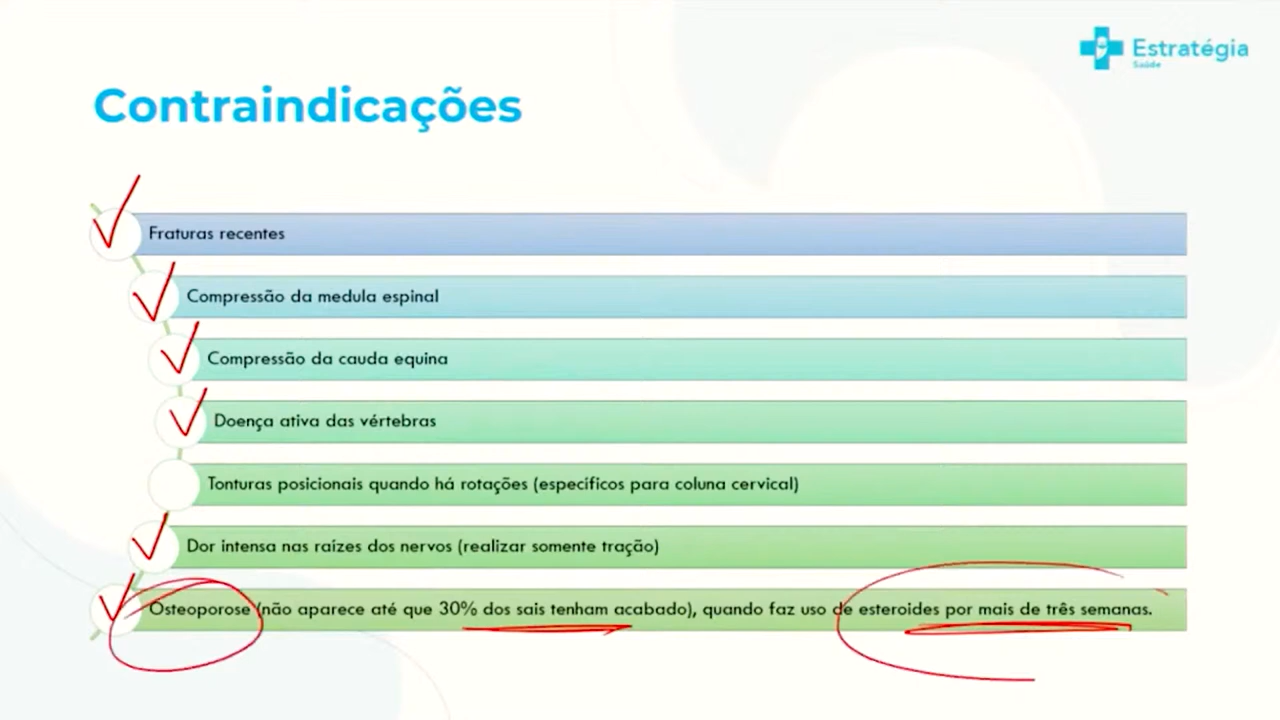 Estratégia
Saúde
Contraindicações
Fraturas recentes
Compressão da medula espinal
Compressão da cauda equina
Doença ativa das vértebras
Tonturas posicionais quando há rotações (específicos para coluna cervical)
Dor intensa nas raízes dos nervos (realizar somente tração)
Osteoporose (não aparece até que 30% dos sais tenham acabado), quando faz uso de esteroides por mais de três semanas.